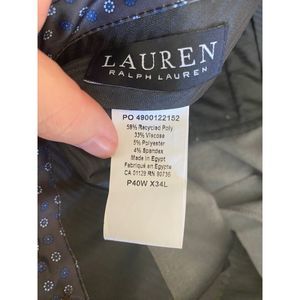 LAUREN
RALPH LAUREN
PO 4900122152
58% Recycled Poly
33% Viscose
5% Polyester
4% Spandex
Made in Egypt
Fabriqué en Egypte
CA 01129 RN 80736
P40W X34L